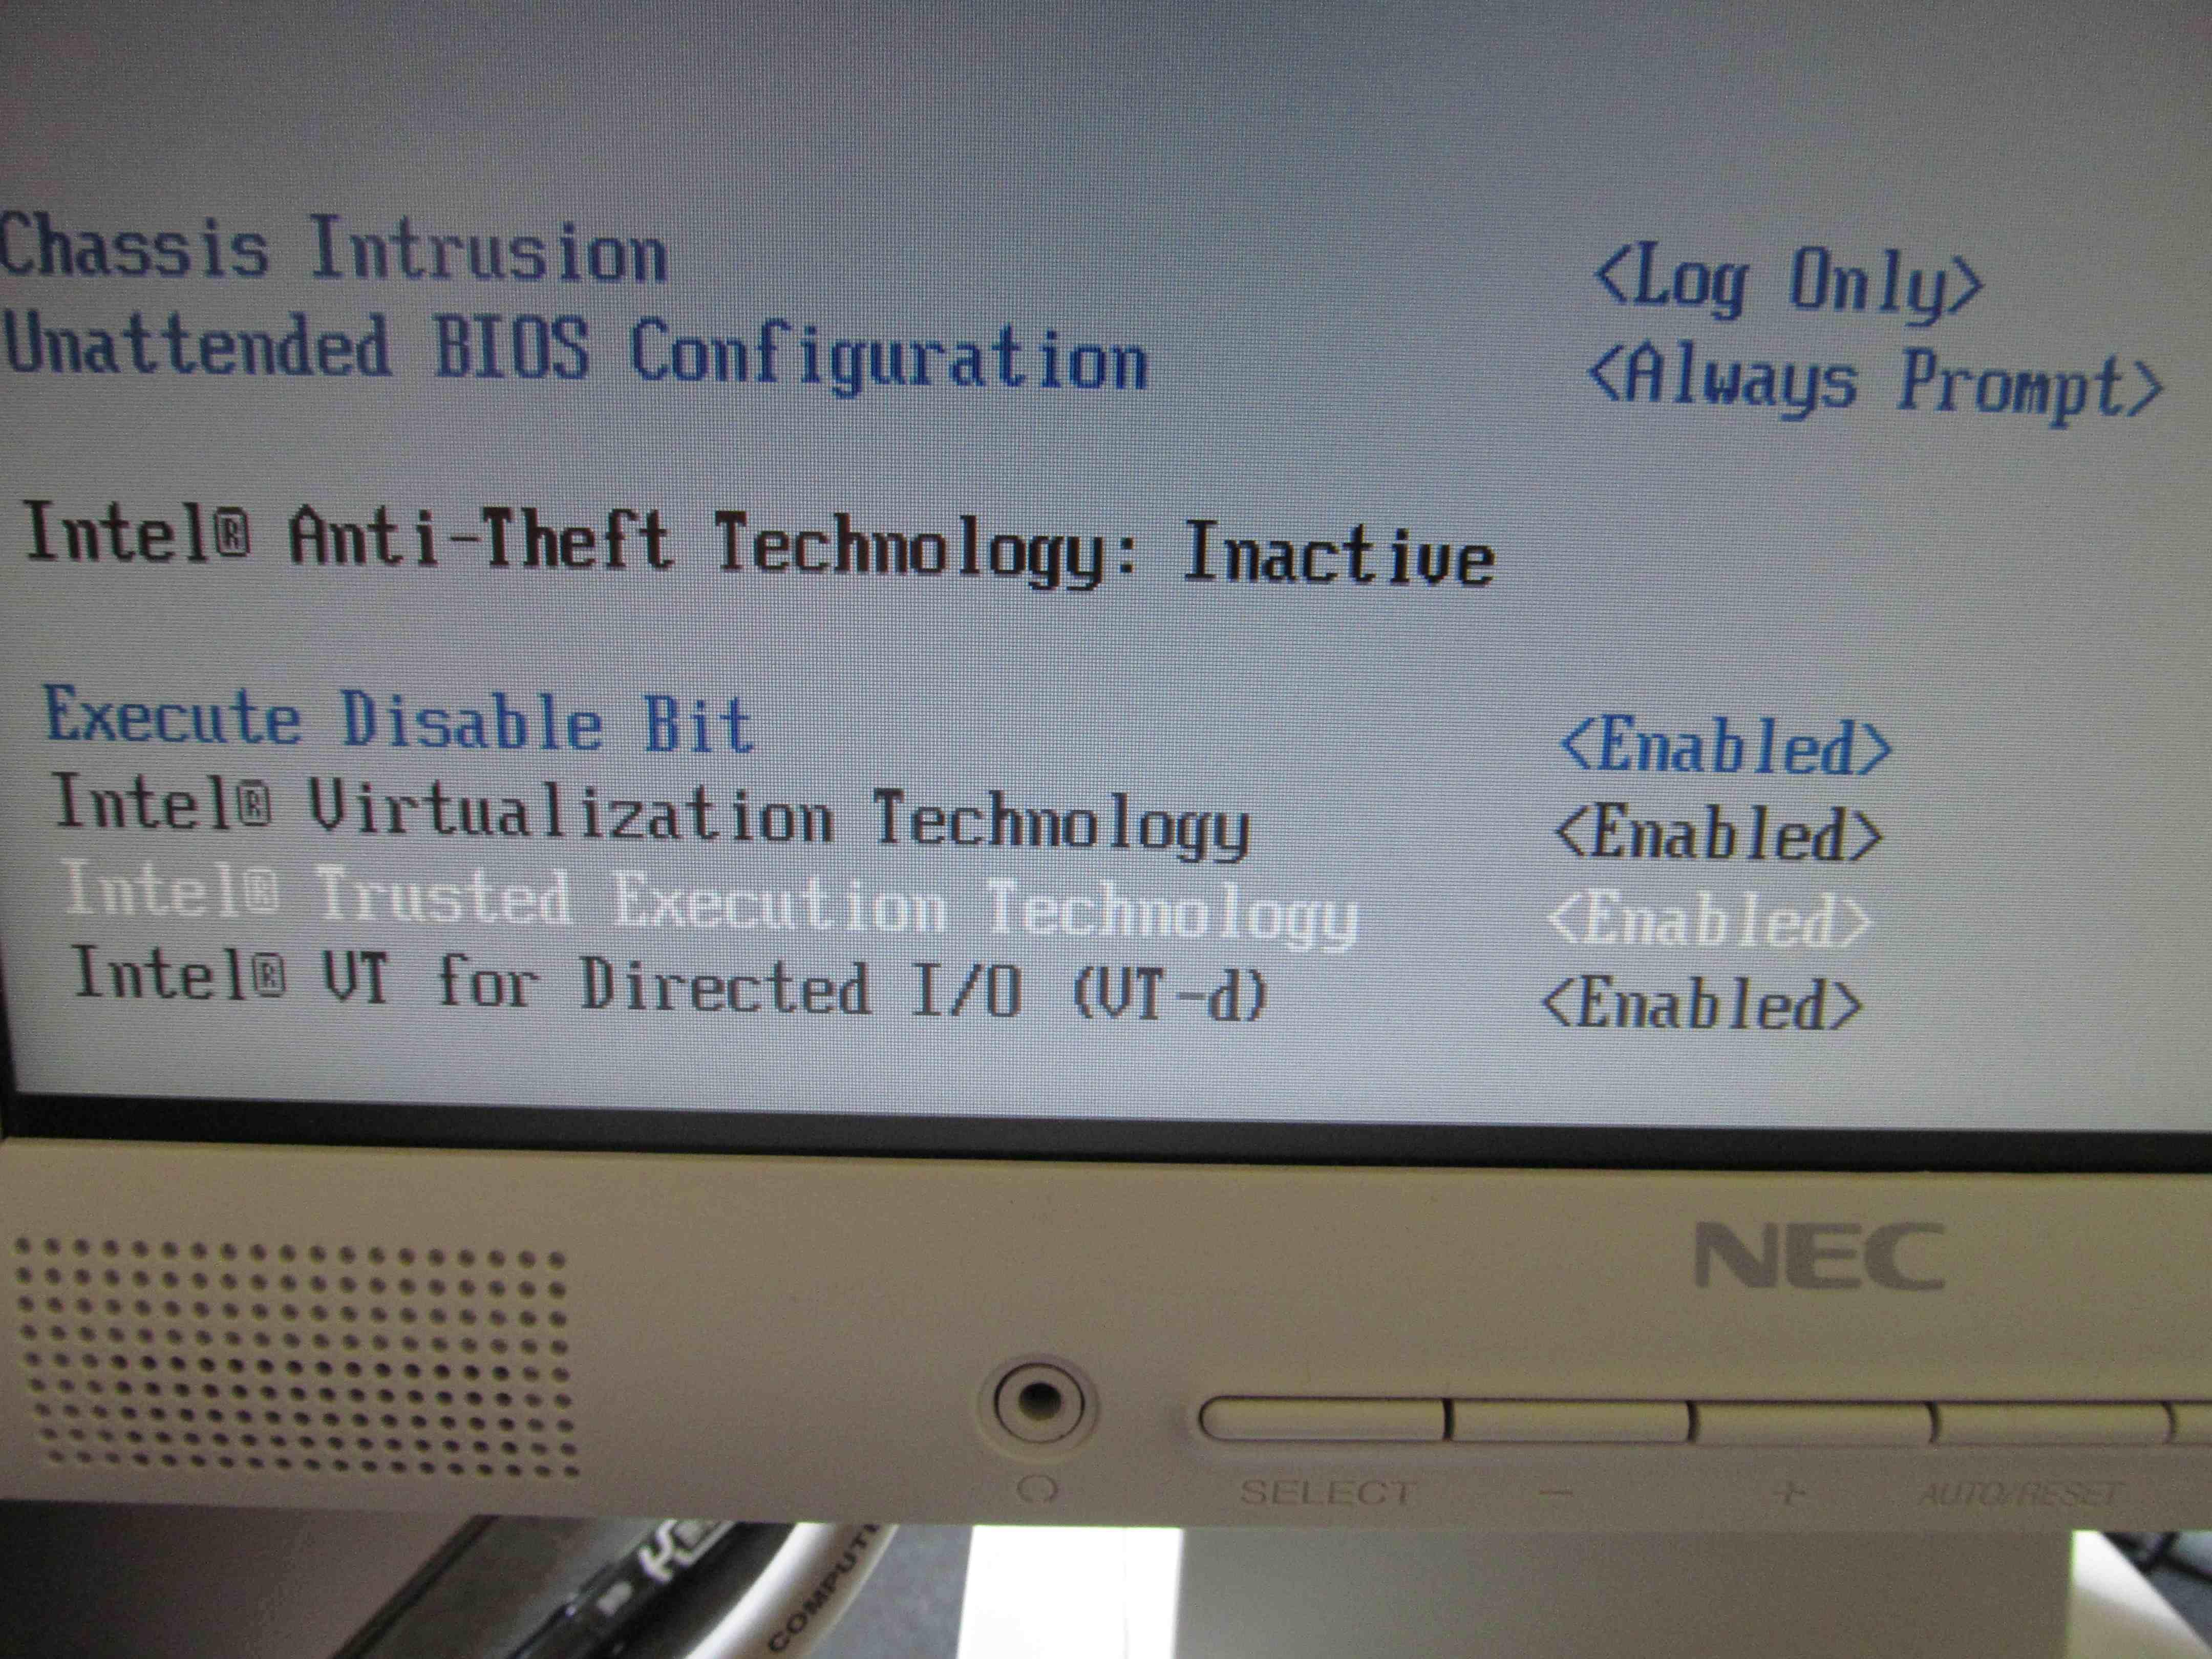 Chassis Intrusion <Log Only>
Unattended BIOS Configuration <Always Prompt>
Intel® Anti-Theft Technology: Inactive
Execute Disable Bit <Enabled>
Intel® Virtualization Technology <Enabled>
Intel® Trusted Execution Technology <Enabled>
Intel® VT for Directed I/O (VT-d) <Enabled>
NEC
SELECT − + AUTO/RESET